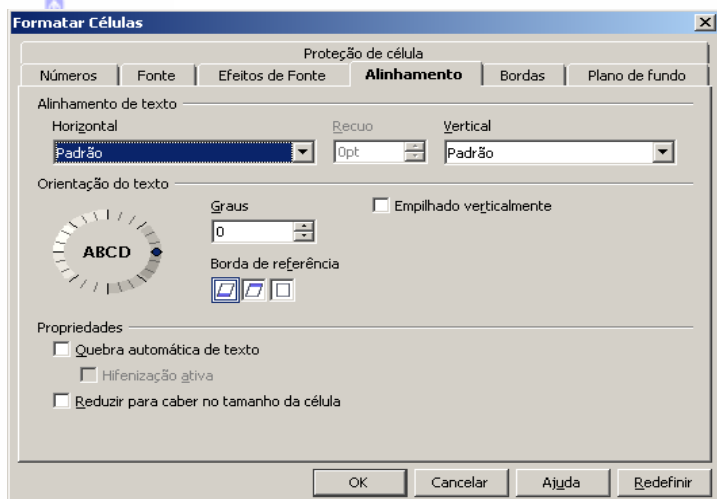 Formatar Células
Proteção de célula
Números Fonte Efeitos de Fonte Alinhamento Bordas Plano de fundo
Alinhamento de texto
Horizontal Recuo Vertical
Padrão 0pt Padrão
Orientação do texto
Graus Empilhado verticalmente
0
ABCD
Borda de referência
Propriedades
Quebra automática de texto
Hifenização ativa
Reduzir para caber no tamanho da célula
OK Cancelar Ajuda Redefinir